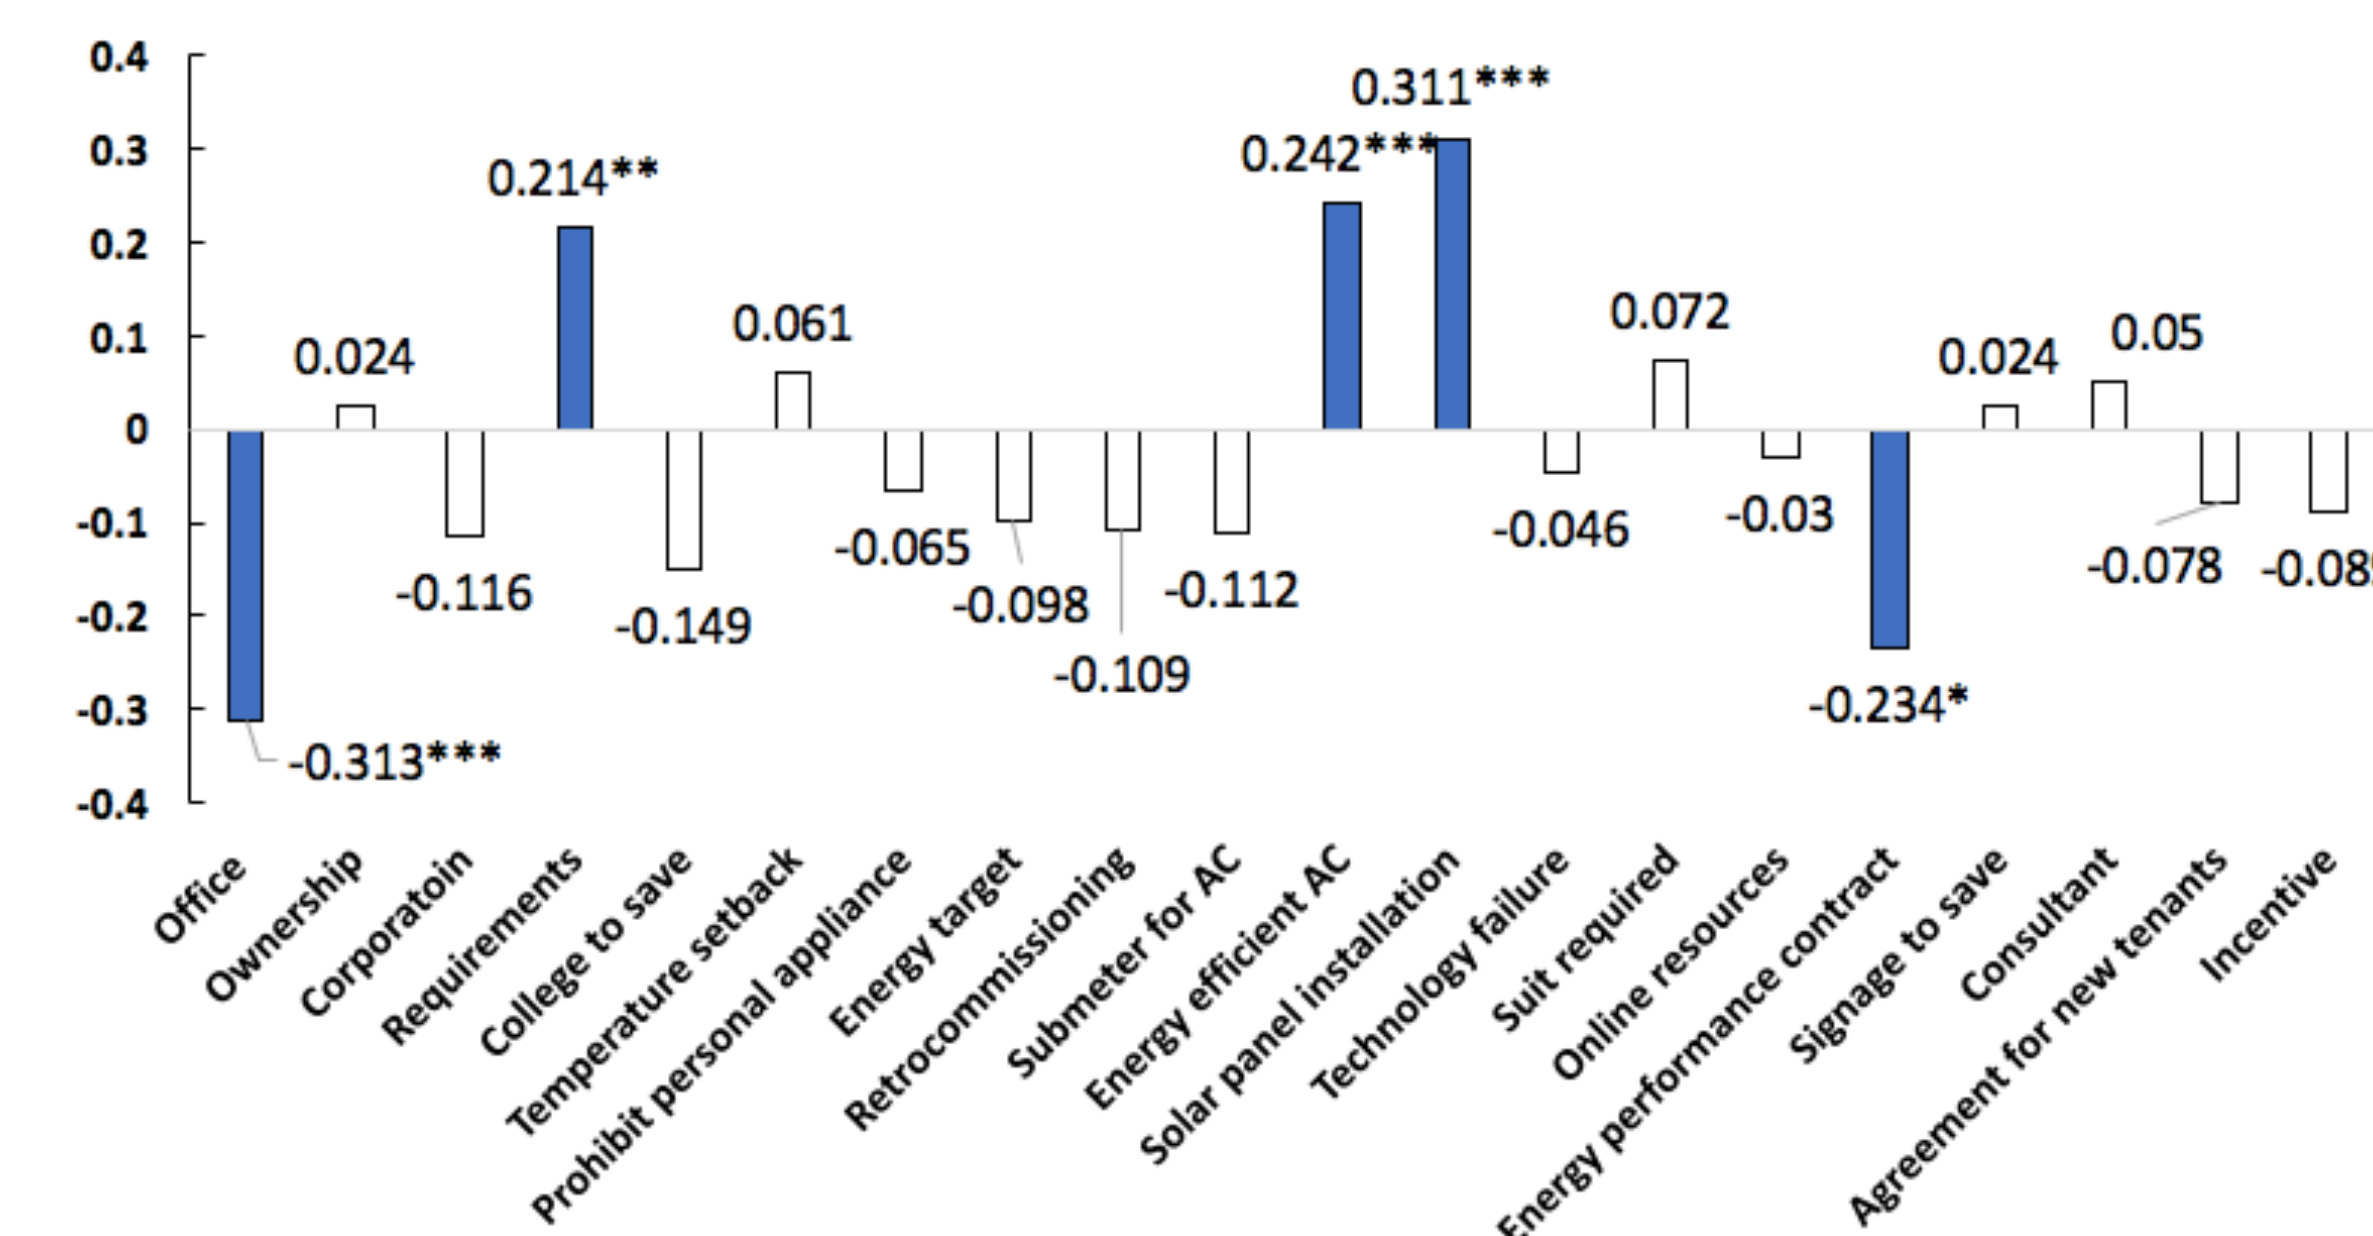 0.4
0.3
0.2
0.1
0
-0.1
-0.2
-0.3
-0.4
-0.313***
0.024
-0.116
0.214**
-0.149
0.061
-0.065
-0.098
-0.109
-0.112
0.242***
0.311***
-0.046
0.072
-0.03
-0.234*
0.024
0.05
-0.078
Office
Ownership
Corporatoin
Requirements
College to save
Temperature setback
Prohibit personal appliance
Energy target
Retrocommissioning
Submeter for AC
Energy efficient AC
Solar panel installation
Technology failure
Suit required
Online resources
Energy performance contract
Signage to save
Consultant
Agreement for new tenants
Incentive